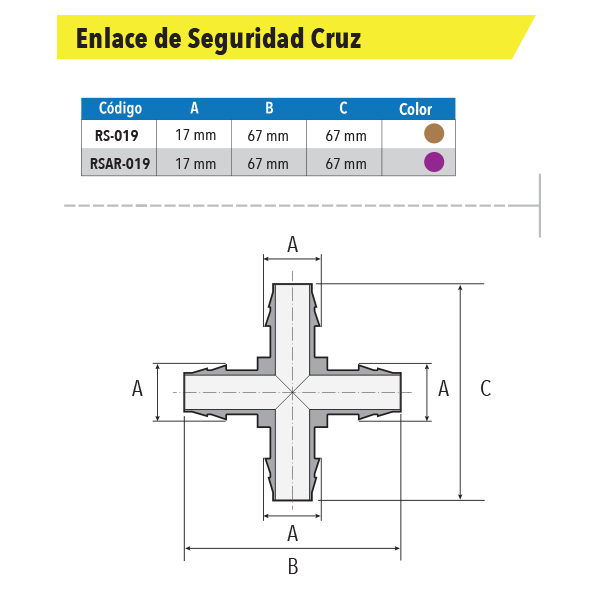 Enlace de Seguridad Cruz
Código A B C Color
RS-019 17 mm 67 mm 67 mm
RSAR-019 17 mm 67 mm 67 mm
A
A A C
A
B